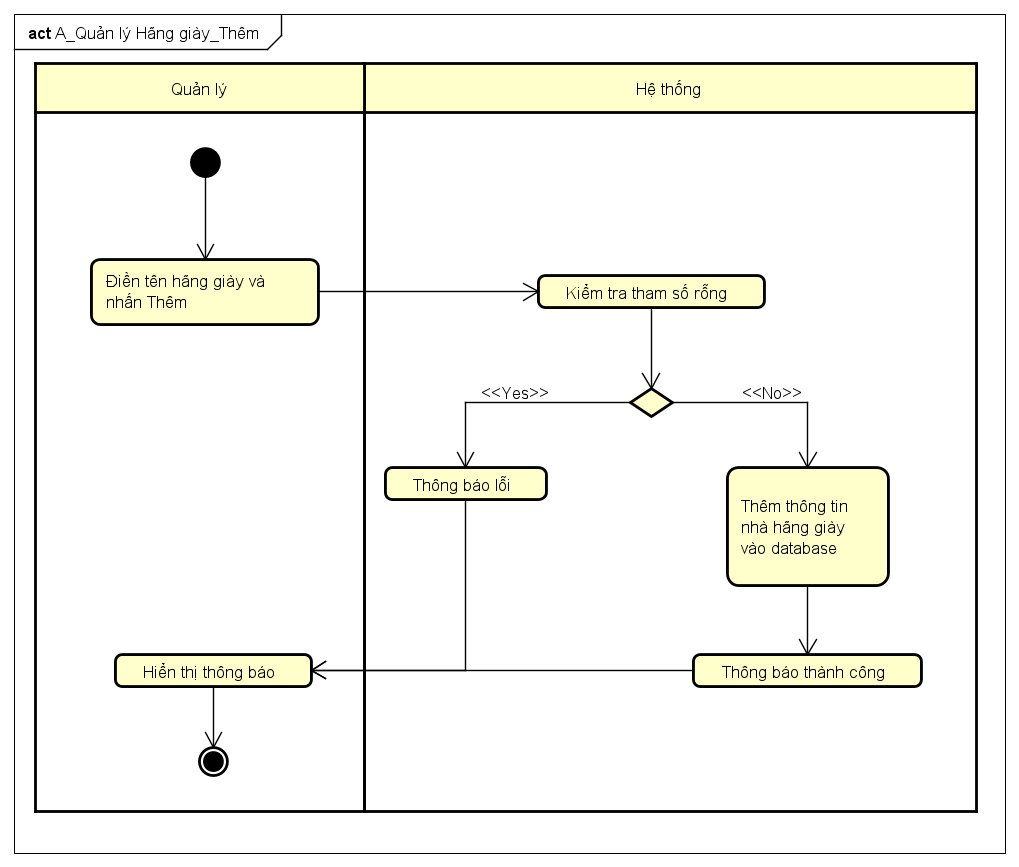 act A_Quản lý Hãng giày_Thêm
Quản lý
Hệ thống
Điền tên hãng giày và
nhấn Thêm
Kiểm tra tham số rỗng
<<Yes>>
<<No>>
Thông báo lỗi
Thêm thông tin
nhà hãng giày
vào database
Hiển thị thông báo
Thông báo thành công